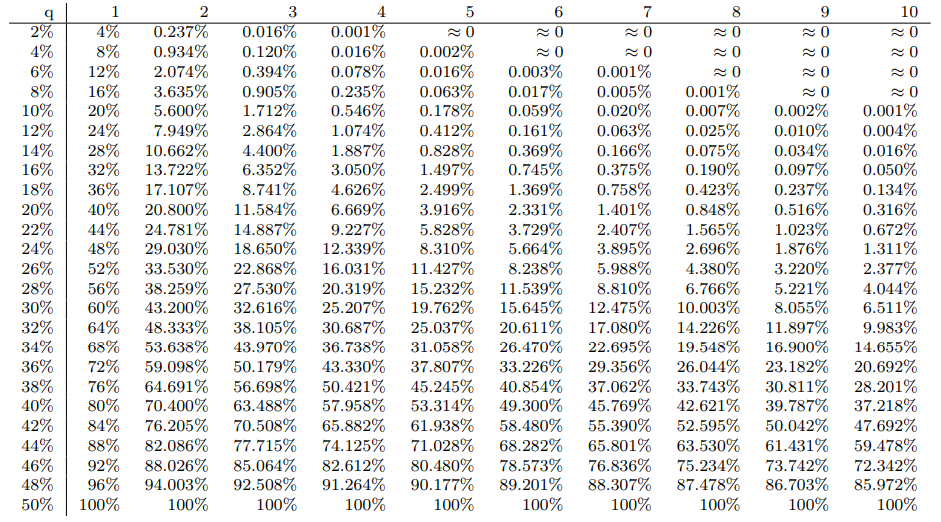 q 1 2 3 4 5 6 7 8 9 10
2% 4% 0.237% 0.016% 0.001% ≈ 0 ≈ 0 ≈ 0 ≈ 0 ≈ 0 ≈ 0
4% 8% 0.934% 0.120% 0.016% 0.002% ≈ 0 ≈ 0 ≈ 0 ≈ 0 ≈ 0
6% 12% 2.074% 0.394% 0.078% 0.016% 0.003% 0.001% ≈ 0 ≈ 0 ≈ 0
8% 16% 3.635% 0.905% 0.235% 0.063% 0.017% 0.005% 0.001% ≈ 0 ≈ 0
10% 20% 5.600% 1.712% 0.546% 0.178% 0.059% 0.020% 0.007% 0.002% 0.001%
12% 24% 7.949% 2.864% 1.074% 0.412% 0.161% 0.063% 0.025% 0.010% 0.004%
14% 28% 10.662% 4.400% 1.887% 0.828% 0.369% 0.166% 0.075% 0.034% 0.016%
16% 32% 13.722% 6.352% 3.050% 1.497% 0.745% 0.375% 0.190% 0.097% 0.050%
18% 36% 17.107% 8.741% 4.626% 2.499% 1.369% 0.758% 0.423% 0.237% 0.134%
20% 40% 20.800% 11.584% 6.669% 3.916% 2.331% 1.401% 0.848% 0.516% 0.316%
22% 44% 24.781% 14.887% 9.227% 5.828% 3.729% 2.407% 1.565% 1.023% 0.672%
24% 48% 29.030% 18.650% 12.339% 8.310% 5.664% 3.895% 2.696% 1.876% 1.311%
26% 52% 33.530% 22.868% 16.031% 11.427% 8.238% 5.988% 4.380% 3.220% 2.377%
28% 56% 38.259% 27.530% 20.319% 15.232% 11.539% 8.810% 6.766% 5.221% 4.044%
30% 60% 43.200% 32.616% 25.207% 19.762% 15.645% 12.475% 10.003% 8.055% 6.511%
32% 64% 48.333% 38.105% 30.687% 25.037% 20.611% 17.080% 14.226% 11.897% 9.983%
34% 68% 53.638% 43.970% 36.738% 31.058% 26.470% 22.695% 19.548% 16.900% 14.655%
36% 72% 59.098% 50.179% 43.330% 37.807% 33.226% 29.356% 26.044% 23.182% 20.692%
38% 76% 64.691% 56.698% 50.421% 45.245% 40.854% 37.062% 33.743% 30.811% 28.201%
40% 80% 70.400% 63.488% 57.958% 53.314% 49.300% 45.769% 42.621% 39.787% 37.218%
42% 84% 76.205% 70.508% 65.882% 61.938% 58.480% 55.390% 52.595% 50.042% 47.692%
44% 88% 82.086% 77.715% 74.125% 71.028% 68.282% 65.801% 63.530% 61.431% 59.478%
46% 92% 88.026% 85.064% 82.612% 80.480% 78.573% 76.836% 75.234% 73.742% 72.342%
48% 96% 94.003% 92.508% 91.264% 90.177% 89.201% 88.307% 87.478% 86.703% 85.972%
50% 100% 100% 100% 100% 100% 100% 100% 100% 100% 100%